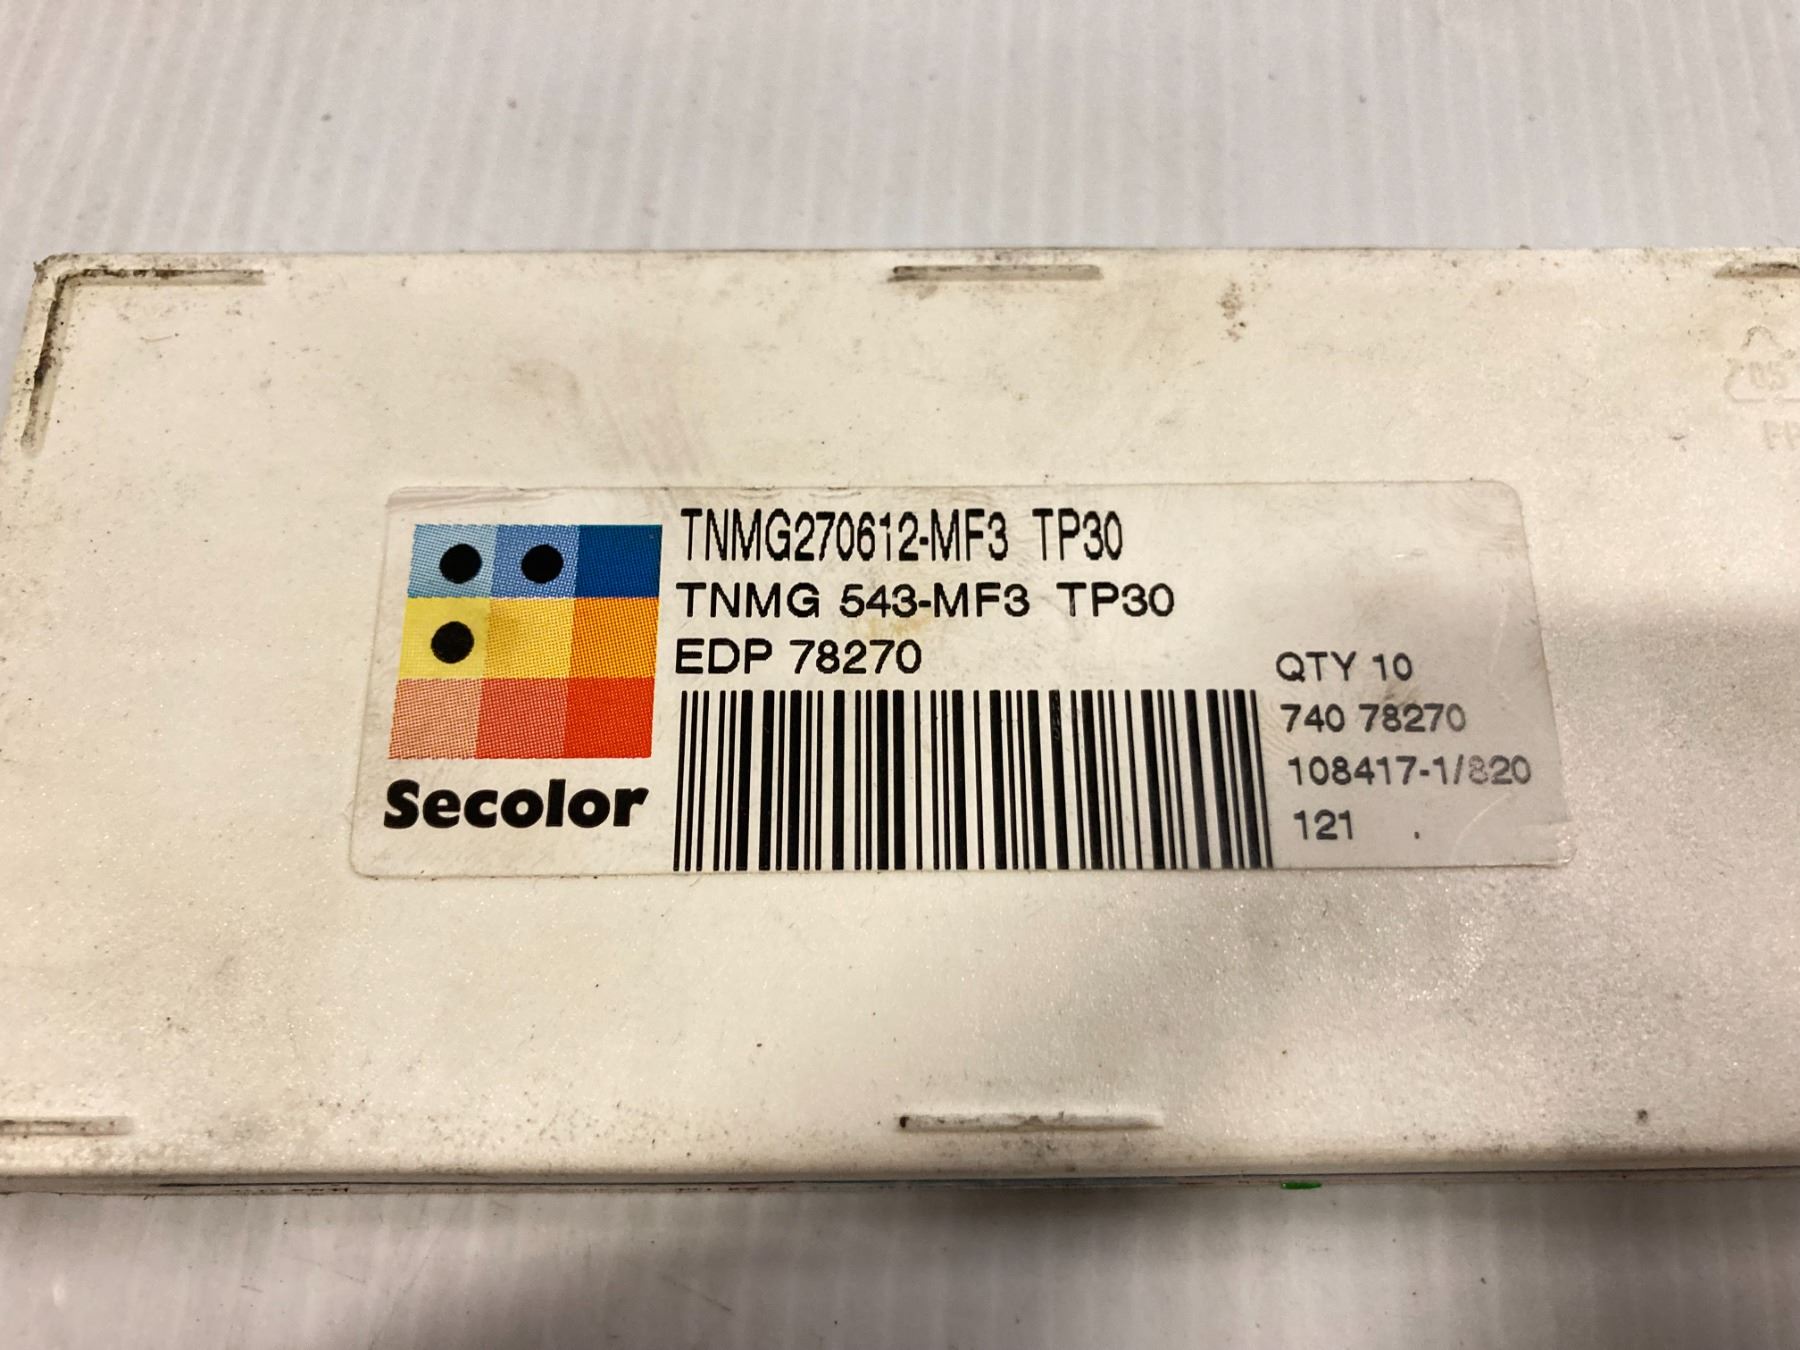 TNMG270612-MF3 TP30
TNMG 543-MF3 TP30
EDP 78270
Secolor
QTY 10
740 78270
108417-1/820
121